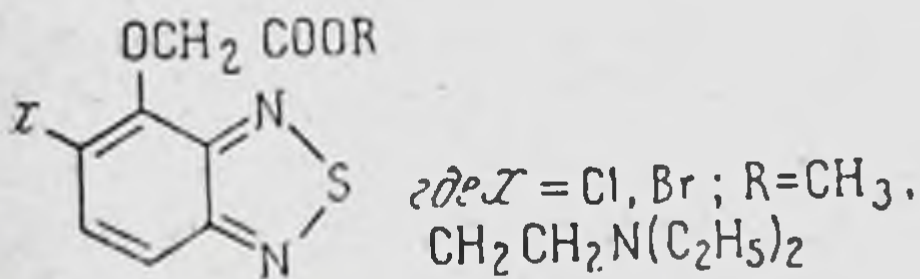 OCH₂ COOR
X
N
S
N
где X = Cl, Br ; R=CH₃,
CH₂CH₂N(C₂H₅)₂